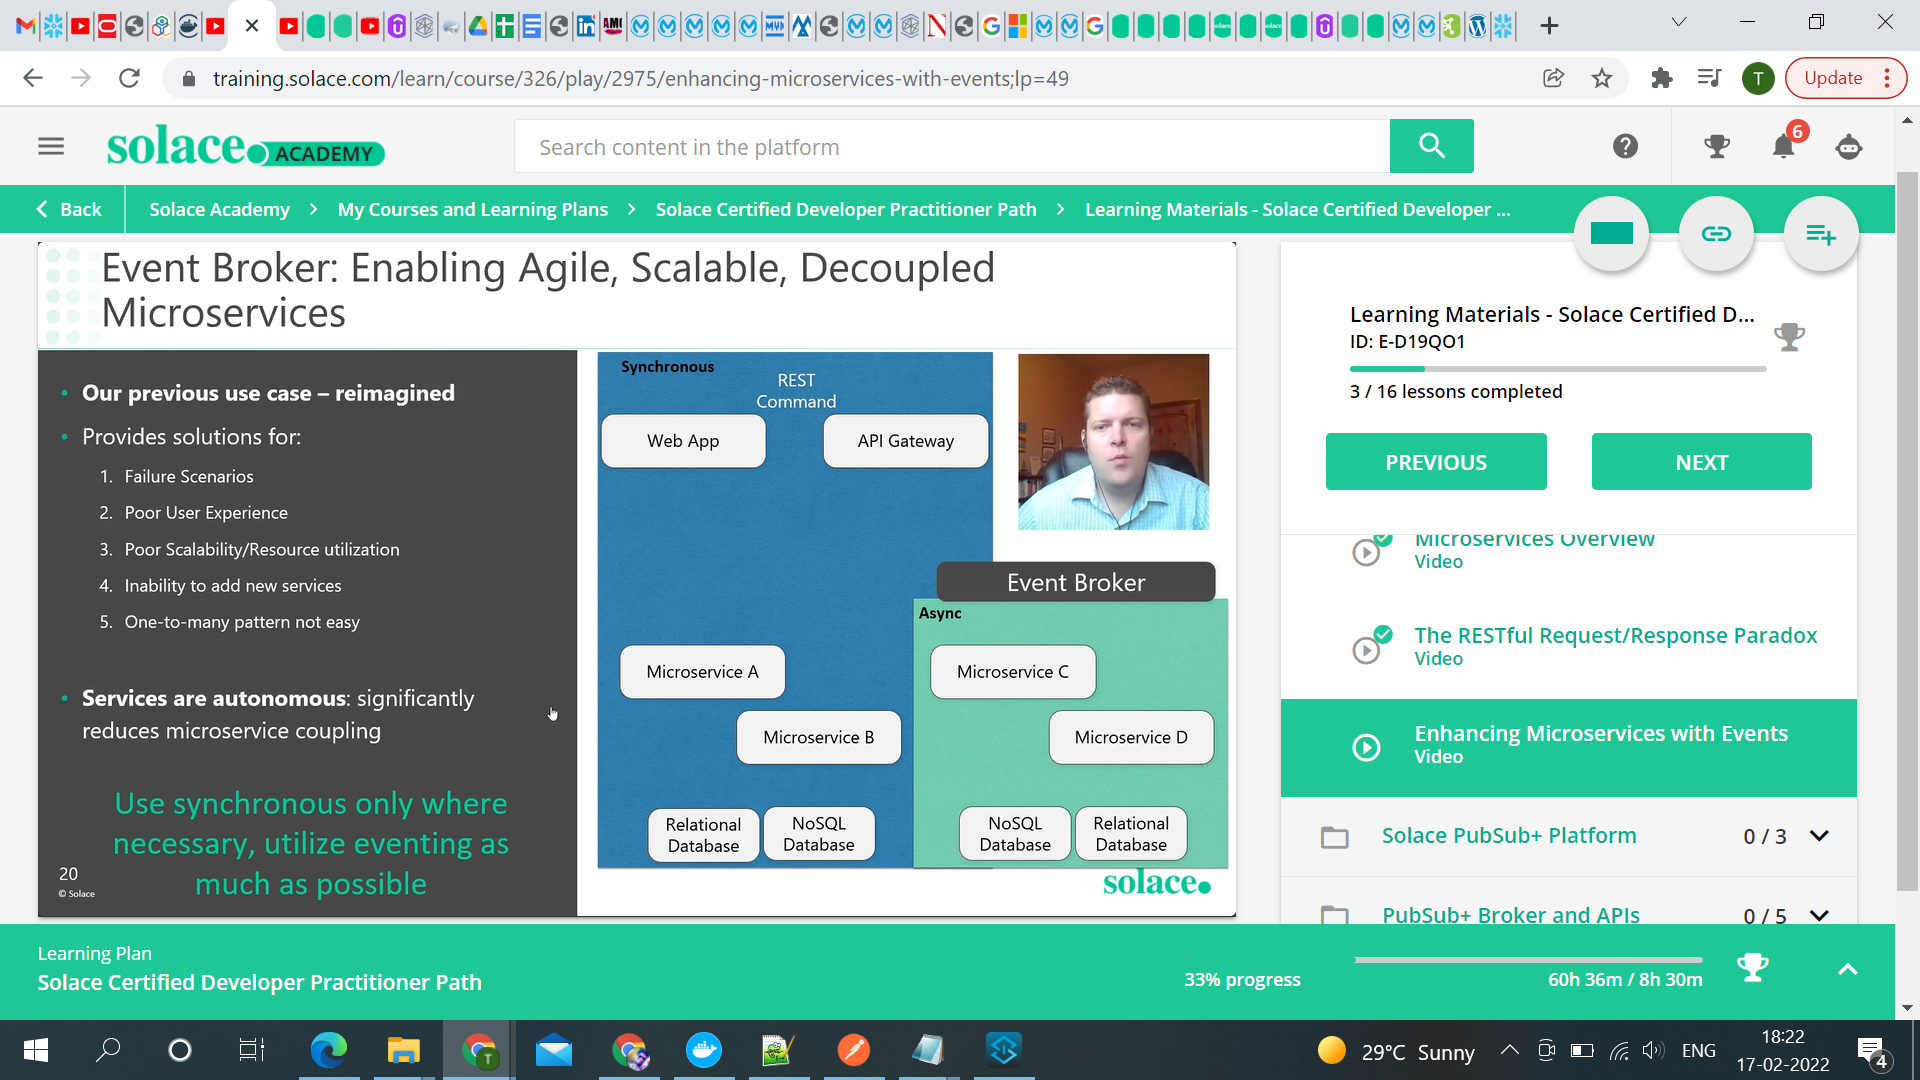 training.solace.com/learn/course/326/play/2975/enhancing-microservices-with-events;lp=49
T
Update
solace.
ACADEMY
Search content in the platform
6
Back
Solace Academy
My Courses and Learning Plans
Solace Certified Developer Practitioner Path
Learning Materials - Solace Certified Developer ...
Event Broker: Enabling Agile, Scalable, Decoupled
Microservices
• Our previous use case – reimagined
• Provides solutions for:
1. Failure Scenarios
2. Poor User Experience
3. Poor Scalability/Resource utilization
4. Inability to add new services
5. One-to-many pattern not easy
• Services are autonomous: significantly
reduces microservice coupling
Use synchronous only where
necessary, utilize eventing as
much as possible
20
© Solace
Synchronous
REST
Command
Web App
API Gateway
Event Broker
Async
Microservice A
Microservice C
Microservice B
Microservice D
Relational
Database
NoSQL
Database
NoSQL
Database
Relational
Database
solace.
Learning Materials - Solace Certified D...
ID: E-D19QO1
3 / 16 lessons completed
PREVIOUS
NEXT
Microservices Overview
Video
The RESTful Request/Response Paradox
Video
Enhancing Microservices with Events
Video
Solace PubSub+ Platform
0 / 3
PubSub+ Broker and APIs
0 / 5
Learning Plan
Solace Certified Developer Practitioner Path
33% progress
60h 36m / 8h 30m
29°C Sunny
ENG
18:22
17-02-2022
4